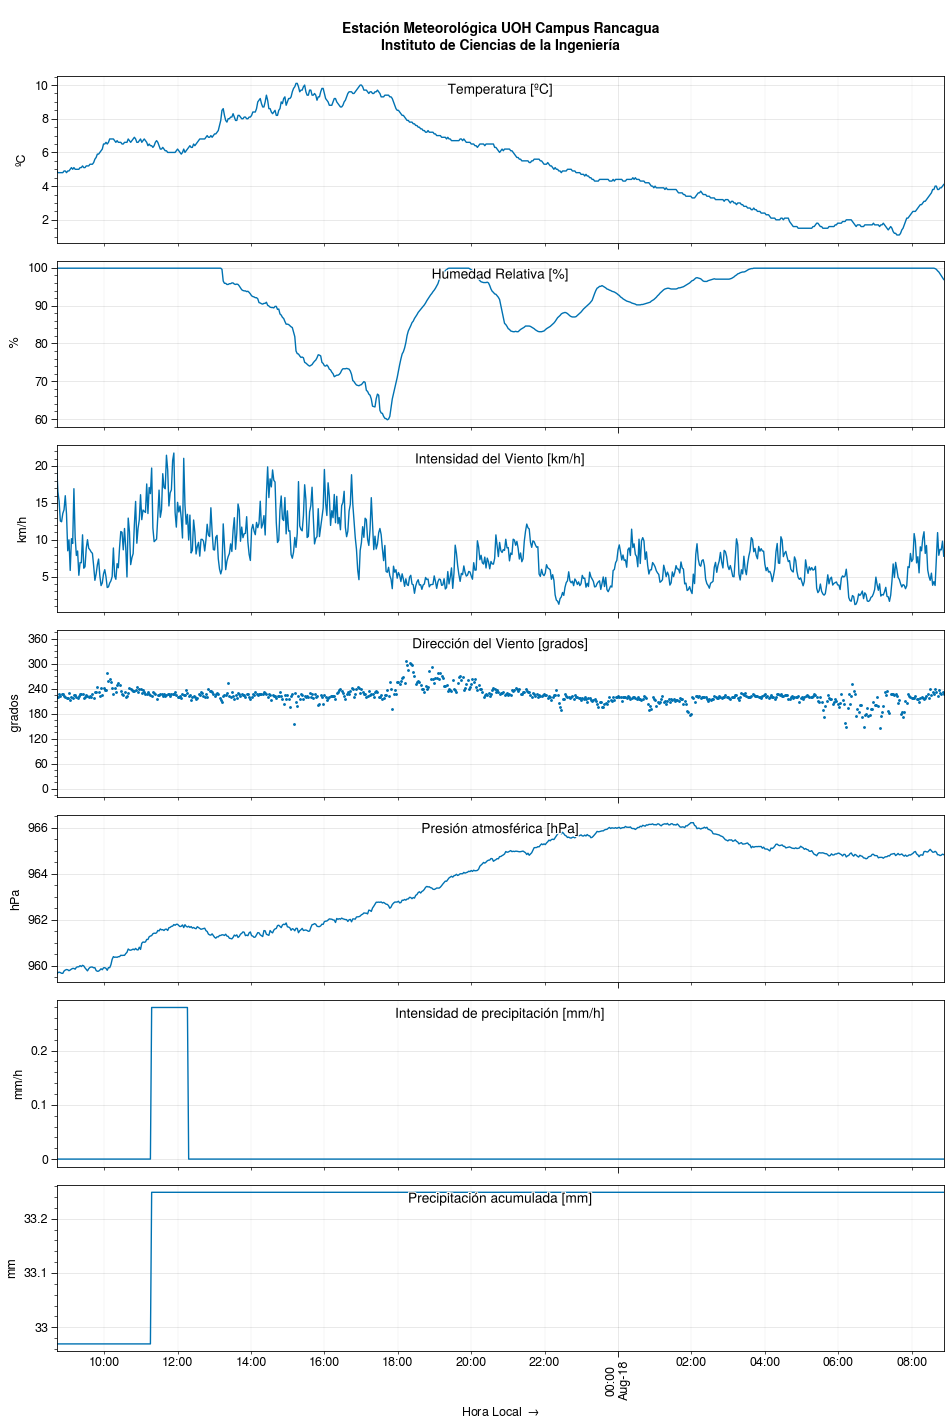 Estación Meteorológica UOH Campus Rancagua
Instituto de Ciencias de la Ingeniería
Temperatura [ºC]
ºC
10
8
6
4
2
Humedad Relativa [%]
%
100
90
80
70
60
Intensidad del Viento [km/h]
km/h
20
15
10
5
Dirección del Viento [grados]
grados
360
300
240
180
120
60
0
Presión atmosférica [hPa]
hPa
966
964
962
960
Intensidad de precipitación [mm/h]
mm/h
0.2
0.1
0
Precipitación acumulada [mm]
mm
33.2
33.1
33
10:00 12:00 14:00 16:00 18:00 20:00 22:00 00:00 02:00 04:00 06:00 08:00
Aug-18
Hora Local →